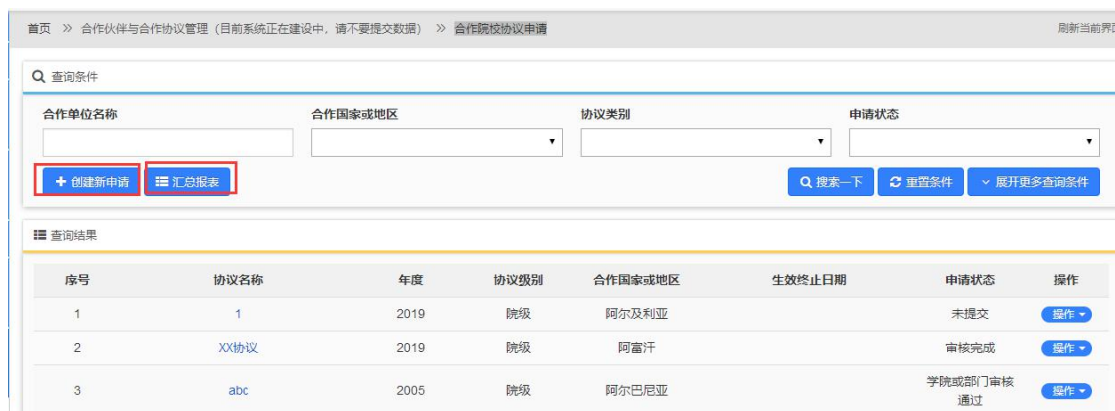 首页 》 合作伙伴与合作协议管理（目前系统正在建设中，请不要提交数据） 》 合作院校协议申请 刷新当前界
查询条件
合作单位名称 合作国家或地区 协议类别 申请状态
+ 创建新申请 汇总报表 搜索一下 重置条件 展开更多查询条件
查询结果
序号 协议名称 年度 协议级别 合作国家或地区 生效终止日期 申请状态 操作
1 1 2019 院级 阿尔及利亚 未提交 操作
2 XX协议 2019 院级 阿富汗 审核完成 操作
3 abc 2005 院级 阿尔巴尼亚 学院或部门审核 操作
通过